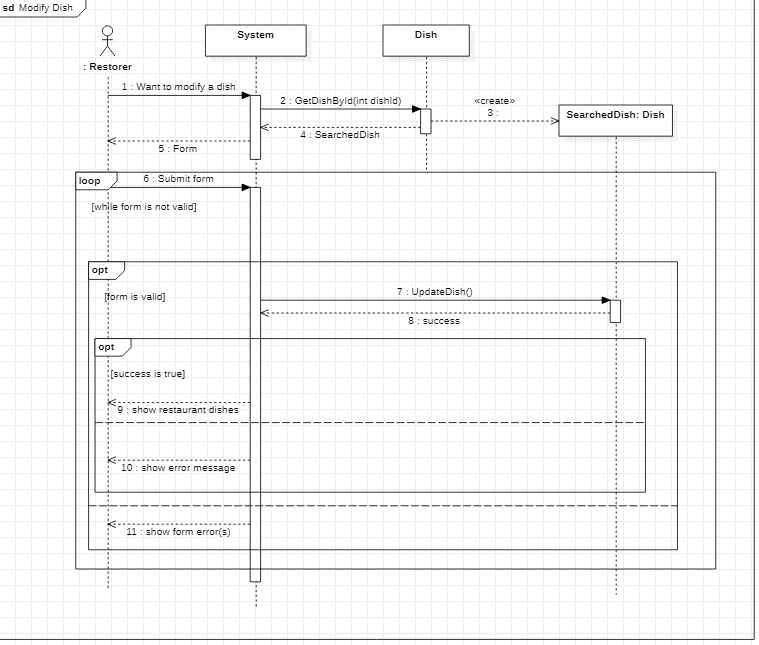 sd Modify Dish
System
Dish
: Restorer
1 : Want to modify a dish
2 : GetDishById(int dishId)
«create»
3 :
SearchedDish: Dish
4 : SearchedDish
5 : Form
loop
6 : Submit form
[while form is not valid]
opt
[form is valid]
7 : UpdateDish()
8 : success
opt
[success is true]
9 : show restaurant dishes
10 : show error message
11 : show form error(s)